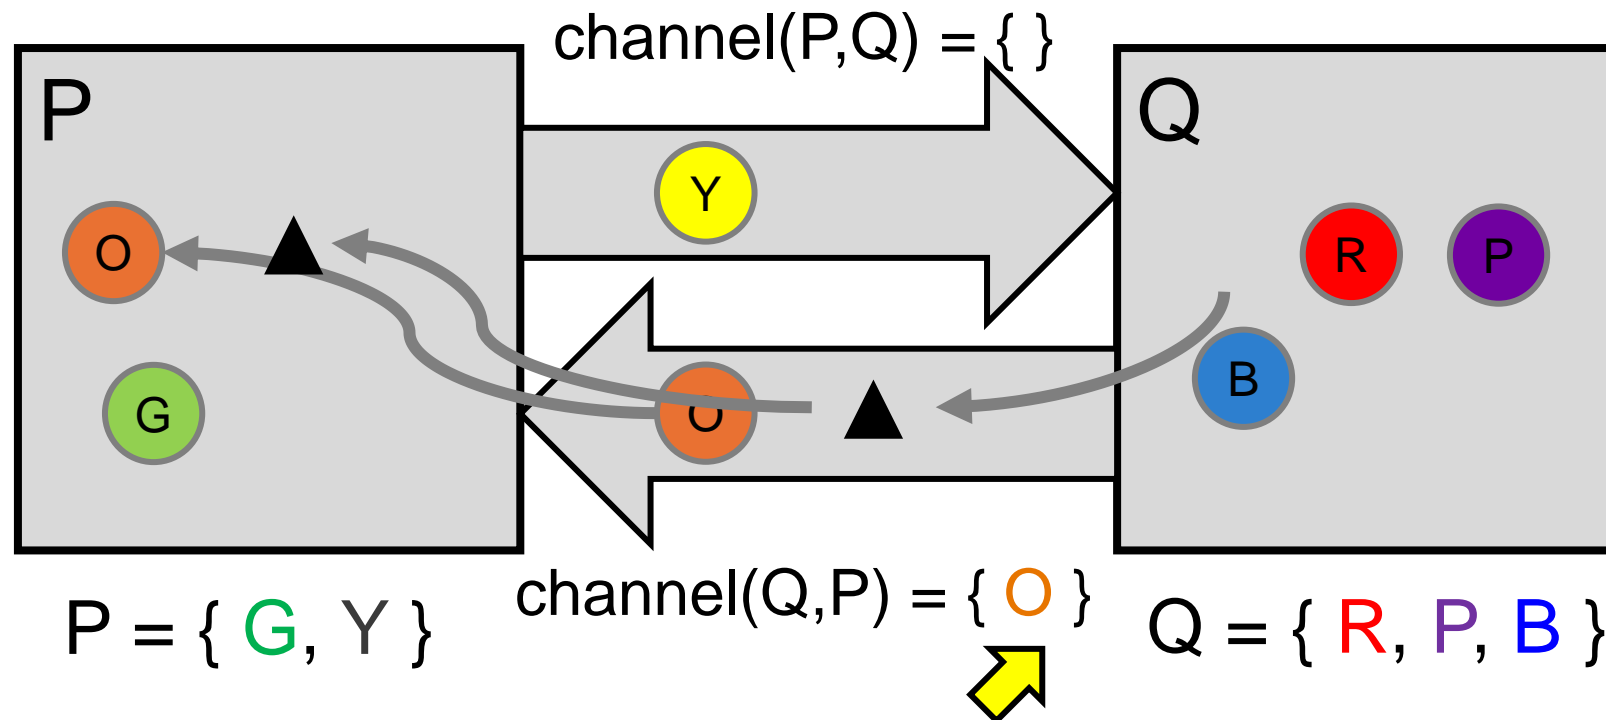 channel(P,Q) = { }
P
Q
Y
O
R
P
B
G
O
channel(Q,P) = { O }
P = { G, Y }
Q = { R, P, B }